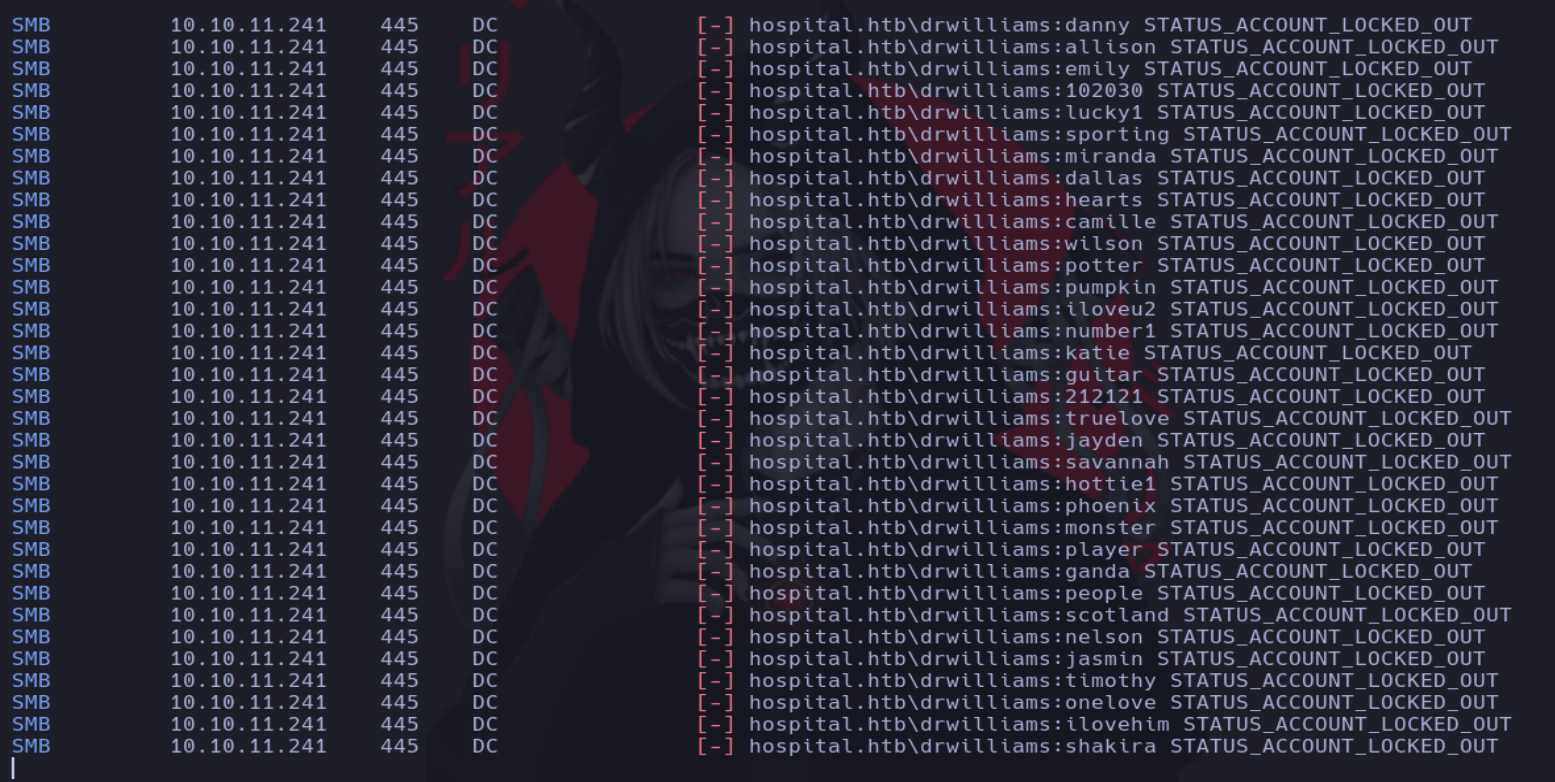 SMB 10.10.11.241 445 DC [-] hospital.htb\drwilliams:danny STATUS_ACCOUNT_LOCKED_OUT
SMB 10.10.11.241 445 DC [-] hospital.htb\drwilliams:allison STATUS_ACCOUNT_LOCKED_OUT
SMB 10.10.11.241 445 DC [-] hospital.htb\drwilliams:emily STATUS_ACCOUNT_LOCKED_OUT
SMB 10.10.11.241 445 DC [-] hospital.htb\drwilliams:102030 STATUS_ACCOUNT_LOCKED_OUT
SMB 10.10.11.241 445 DC [-] hospital.htb\drwilliams:lucky1 STATUS_ACCOUNT_LOCKED_OUT
SMB 10.10.11.241 445 DC [-] hospital.htb\drwilliams:sporting STATUS_ACCOUNT_LOCKED_OUT
SMB 10.10.11.241 445 DC [-] hospital.htb\drwilliams:miranda STATUS_ACCOUNT_LOCKED_OUT
SMB 10.10.11.241 445 DC [-] hospital.htb\drwilliams:dallas STATUS_ACCOUNT_LOCKED_OUT
SMB 10.10.11.241 445 DC [-] hospital.htb\drwilliams:hearts STATUS_ACCOUNT_LOCKED_OUT
SMB 10.10.11.241 445 DC [-] hospital.htb\drwilliams:camille STATUS_ACCOUNT_LOCKED_OUT
SMB 10.10.11.241 445 DC [-] hospital.htb\drwilliams:wilson STATUS_ACCOUNT_LOCKED_OUT
SMB 10.10.11.241 445 DC [-] hospital.htb\drwilliams:potter STATUS_ACCOUNT_LOCKED_OUT
SMB 10.10.11.241 445 DC [-] hospital.htb\drwilliams:pumpkin STATUS_ACCOUNT_LOCKED_OUT
SMB 10.10.11.241 445 DC [-] hospital.htb\drwilliams:iloveu2 STATUS_ACCOUNT_LOCKED_OUT
SMB 10.10.11.241 445 DC [-] hospital.htb\drwilliams:number1 STATUS_ACCOUNT_LOCKED_OUT
SMB 10.10.11.241 445 DC [-] hospital.htb\drwilliams:katie STATUS_ACCOUNT_LOCKED_OUT
SMB 10.10.11.241 445 DC [-] hospital.htb\drwilliams:guitar STATUS_ACCOUNT_LOCKED_OUT
SMB 10.10.11.241 445 DC [-] hospital.htb\drwilliams:212121 STATUS_ACCOUNT_LOCKED_OUT
SMB 10.10.11.241 445 DC [-] hospital.htb\drwilliams:truelove STATUS_ACCOUNT_LOCKED_OUT
SMB 10.10.11.241 445 DC [-] hospital.htb\drwilliams:jayden STATUS_ACCOUNT_LOCKED_OUT
SMB 10.10.11.241 445 DC [-] hospital.htb\drwilliams:savannah STATUS_ACCOUNT_LOCKED_OUT
SMB 10.10.11.241 445 DC [-] hospital.htb\drwilliams:hottie1 STATUS_ACCOUNT_LOCKED_OUT
SMB 10.10.11.241 445 DC [-] hospital.htb\drwilliams:phoenix STATUS_ACCOUNT_LOCKED_OUT
SMB 10.10.11.241 445 DC [-] hospital.htb\drwilliams:monster STATUS_ACCOUNT_LOCKED_OUT
SMB 10.10.11.241 445 DC [-] hospital.htb\drwilliams:player STATUS_ACCOUNT_LOCKED_OUT
SMB 10.10.11.241 445 DC [-] hospital.htb\drwilliams:ganda STATUS_ACCOUNT_LOCKED_OUT
SMB 10.10.11.241 445 DC [-] hospital.htb\drwilliams:people STATUS_ACCOUNT_LOCKED_OUT
SMB 10.10.11.241 445 DC [-] hospital.htb\drwilliams:scotland STATUS_ACCOUNT_LOCKED_OUT
SMB 10.10.11.241 445 DC [-] hospital.htb\drwilliams:nelson STATUS_ACCOUNT_LOCKED_OUT
SMB 10.10.11.241 445 DC [-] hospital.htb\drwilliams:jasmin STATUS_ACCOUNT_LOCKED_OUT
SMB 10.10.11.241 445 DC [-] hospital.htb\drwilliams:timothy STATUS_ACCOUNT_LOCKED_OUT
SMB 10.10.11.241 445 DC [-] hospital.htb\drwilliams:onelove STATUS_ACCOUNT_LOCKED_OUT
SMB 10.10.11.241 445 DC [-] hospital.htb\drwilliams:ilovehim STATUS_ACCOUNT_LOCKED_OUT
SMB 10.10.11.241 445 DC [-] hospital.htb\drwilliams:shakira STATUS_ACCOUNT_LOCKED_OUT